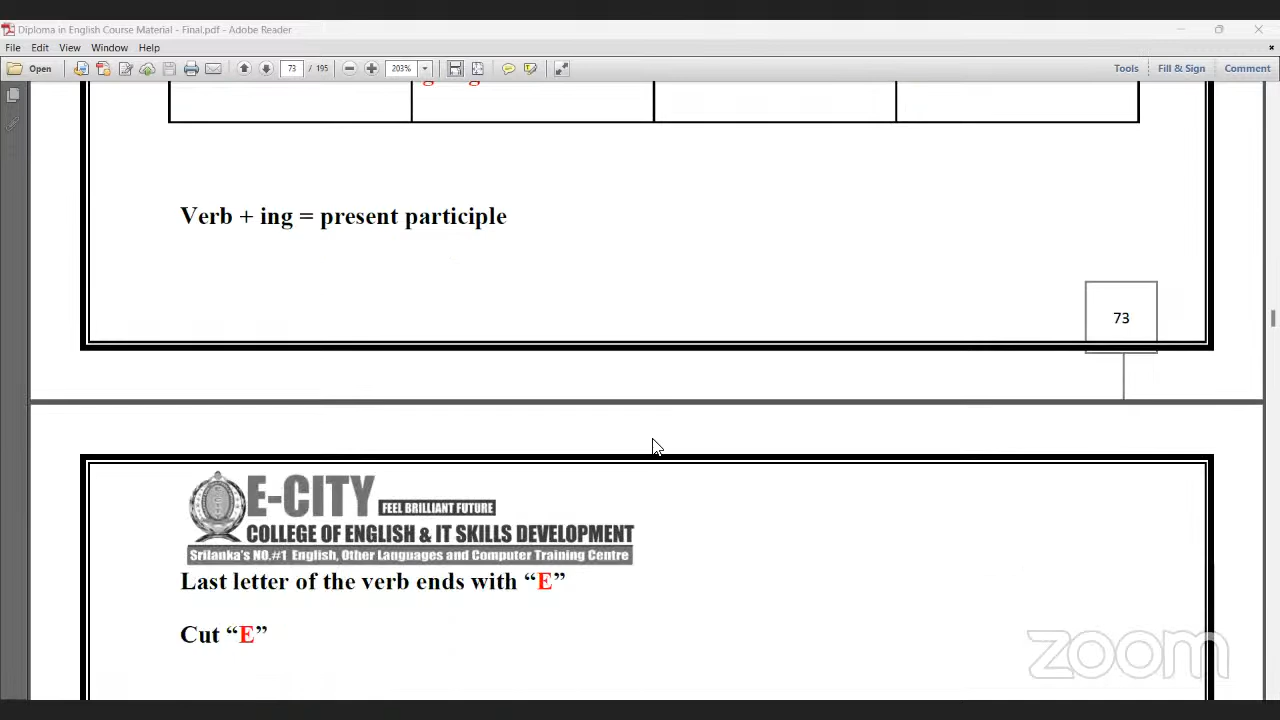 Diploma in English Course Material - Final.pdf - Adobe Reader
File Edit View Window Help
Open 73 / 195 203% Tools Fill & Sign Comment
Verb + ing = present participle
73
E-CITY FEEL BRILLIANT FUTURE
COLLEGE OF ENGLISH & IT SKILLS DEVELOPMENT
Srilanka's NO.#1 English, Other Languages and Computer Training Centre
Last letter of the verb ends with “E”
Cut “E”
zoom